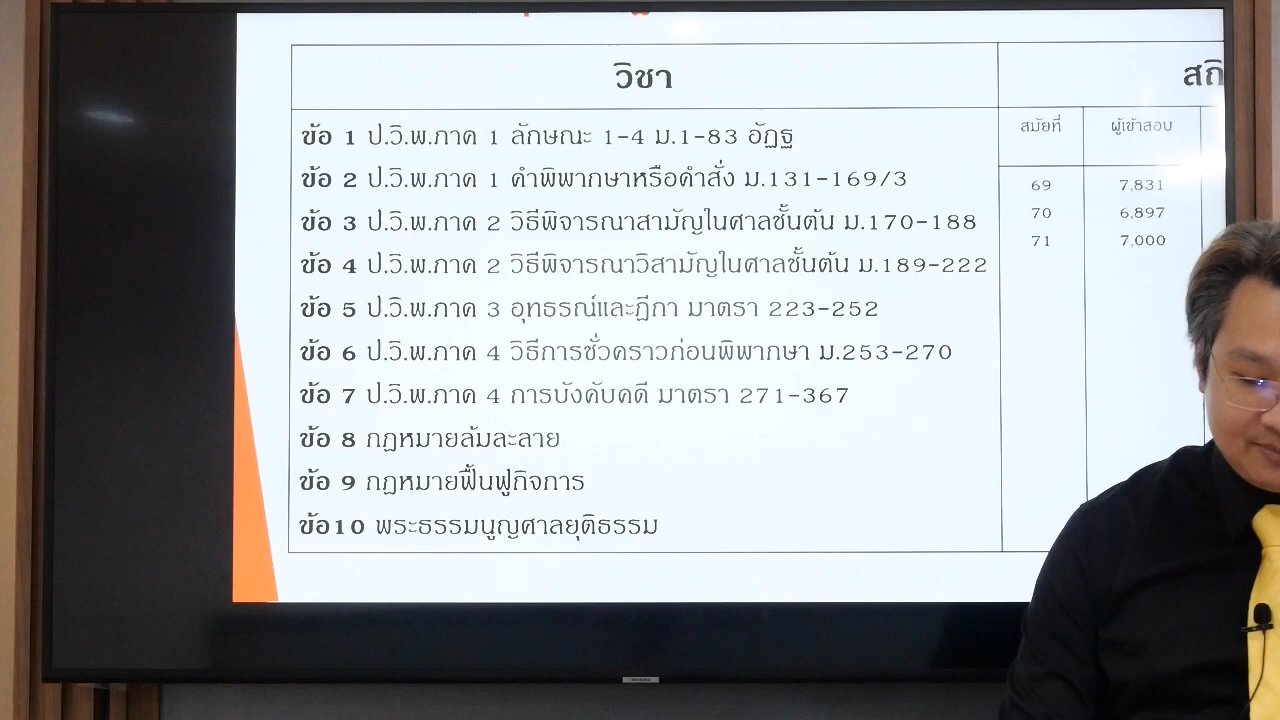 วิชา
สถิ
ข้อ 1 ป.วิ.พ.ภาค 1 ลักษณะ 1-4 ม.1-83 อัฏฐ
ข้อ 2 ป.วิ.พ.ภาค 1 คำพิพากษาหรือคำสั่ง ม.131-169/3
ข้อ 3 ป.วิ.พ.ภาค 2 วิธีพิจารณาสามัญในศาลชั้นต้น ม.170-188
ข้อ 4 ป.วิ.พ.ภาค 2 วิธีพิจารณาวิสามัญในศาลชั้นต้น ม.189-222
ข้อ 5 ป.วิ.พ.ภาค 3 อุทธรณ์และฎีกา มาตรา 223-252
ข้อ 6 ป.วิ.พ.ภาค 4 วิธีการชั่วคราวก่อนพิพากษา ม.253-270
ข้อ 7 ป.วิ.พ.ภาค 4 การบังคับคดี มาตรา 271-367
ข้อ 8 กฎหมายล้มละลาย
ข้อ 9 กฎหมายฟื้นฟูกิจการ
ข้อ10 พระธรรมนูญศาลยุติธรรม
สมัยที่ ผู้เข้าสอบ
69 7,831
70 6,897
71 7,000
SAMSUNG